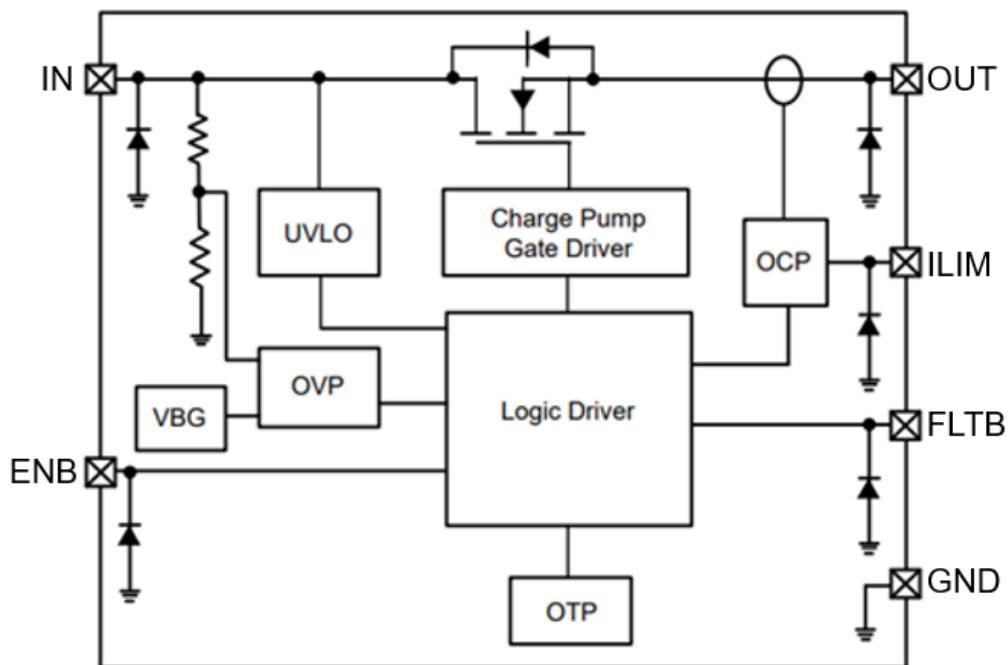 IN
OUT
UVLO
Charge Pump
Gate Driver
OCP
ILIM
OVP
VBG
Logic Driver
FLTB
ENB
OTP
GND